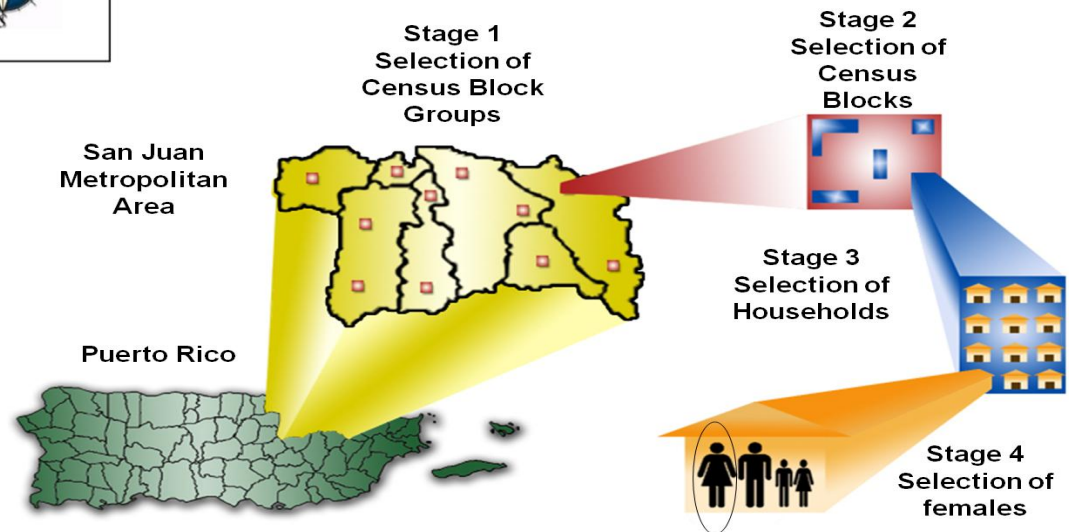 Stage 1
Selection of
Census Block
Groups
Stage 2
Selection of
Census
Blocks
San Juan
Metropolitan
Area
Stage 3
Selection of
Households
Puerto Rico
Stage 4
Selection of
females